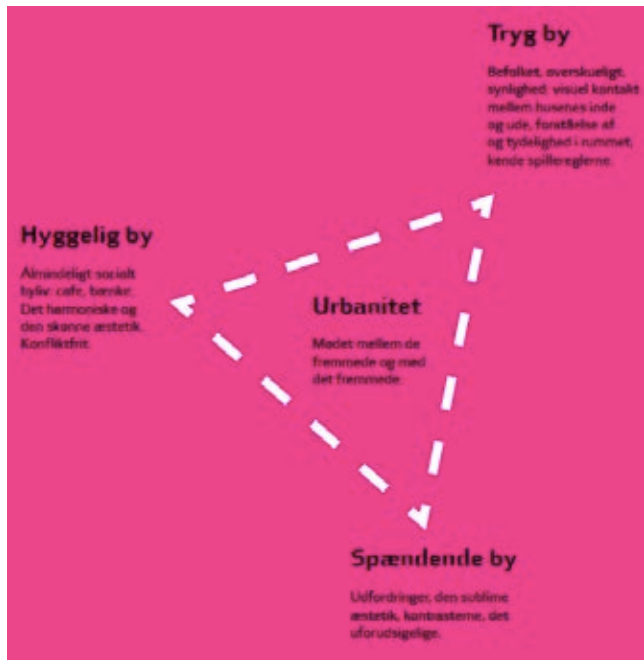 Tryg by
Befolket, overskueligt,
synlighed: visuel kontakt
mellem husenes inde
og ude, forståelse af
og tydelighed i rummet;
kende spillereglerne.
Hyggelig by
Almindeligt socialt
byliv: cafe, bænke.
Det harmoniske og
den skønne æstetik.
Konfliktfrit.
Urbanitet
Mødet mellem de
fremmede og med
det fremmede.
Spændende by
Udfordringer, den sublime
æstetik, kontrasterne, det
uforudsigelige.